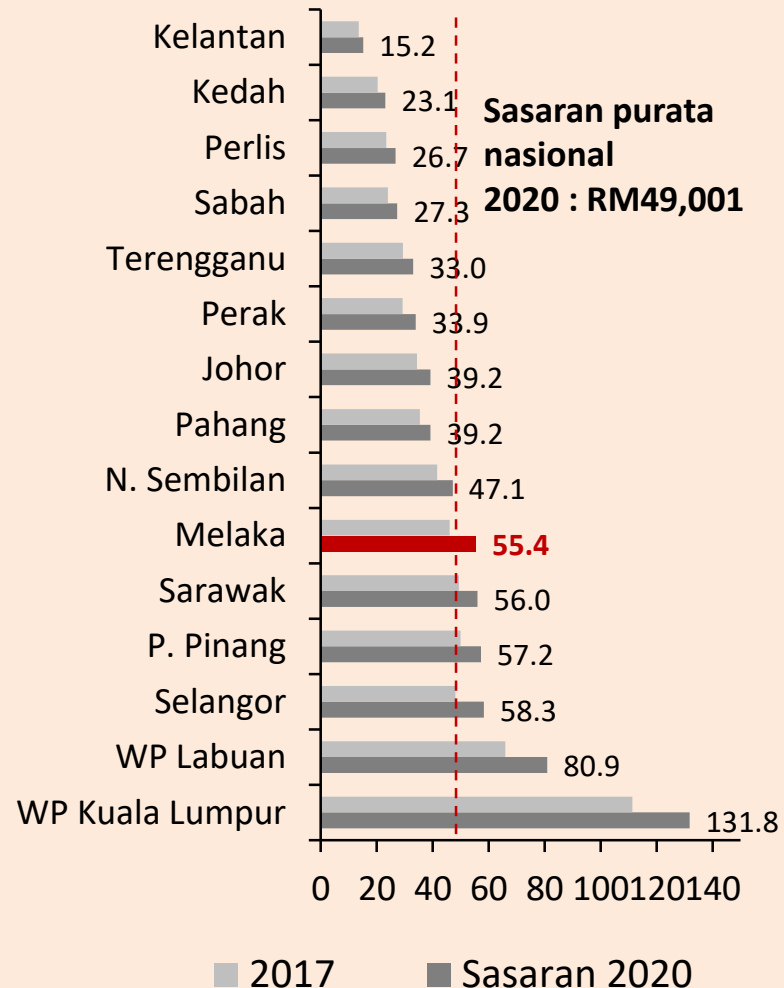 Kelantan 15.2
Kedah 23.1
Sasaran purata
Perlis 26.7 nasional
Sabah 27.3 2020 : RM49,001
Terengganu 33.0
Perak 33.9
Johor 39.2
Pahang 39.2
N. Sembilan 47.1
Melaka 55.4
Sarawak 56.0
P. Pinang 57.2
Selangor 58.3
WP Labuan 80.9
WP Kuala Lumpur 131.8
0 20 40 60 80 100 120 140
2017 Sasaran 2020